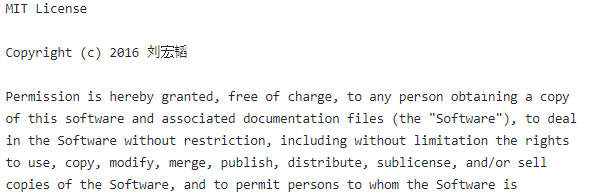 MIT License
Copyright (c) 2016 刘宏韬
Permission is hereby granted, free of charge, to any person obtaining a copy
of this software and associated documentation files (the "Software"), to deal
in the Software without restriction, including without limitation the rights
to use, copy, modify, merge, publish, distribute, sublicense, and/or sell
copies of the Software, and to permit persons to whom the Software is